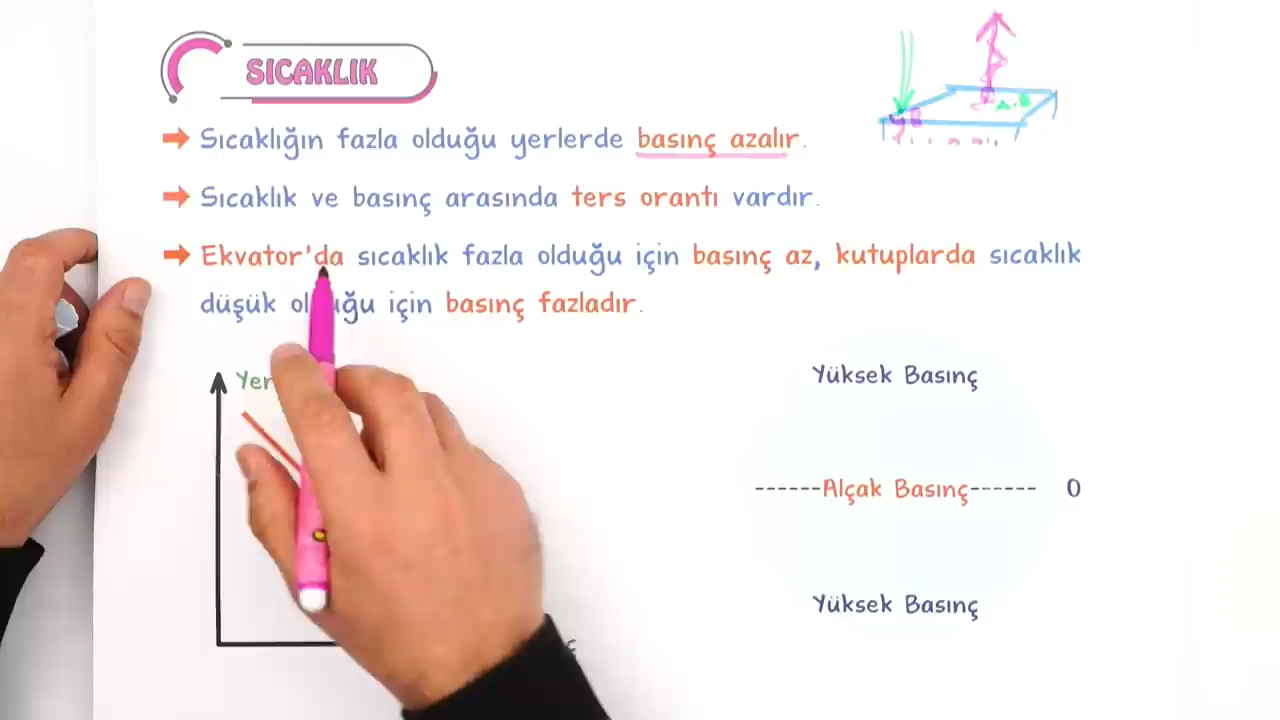 SICAKLIK
Sıcaklığın fazla olduğu yerlerde basınç azalır.
Sıcaklık ve basınç arasında ters orantı vardır.
Ekvator'da sıcaklık fazla olduğu için basınç az, kutuplarda sıcaklık
düşük için basınç fazladır.
Yüksek Basınç
------Alçak Basınç------ 0
Yüksek Basınç